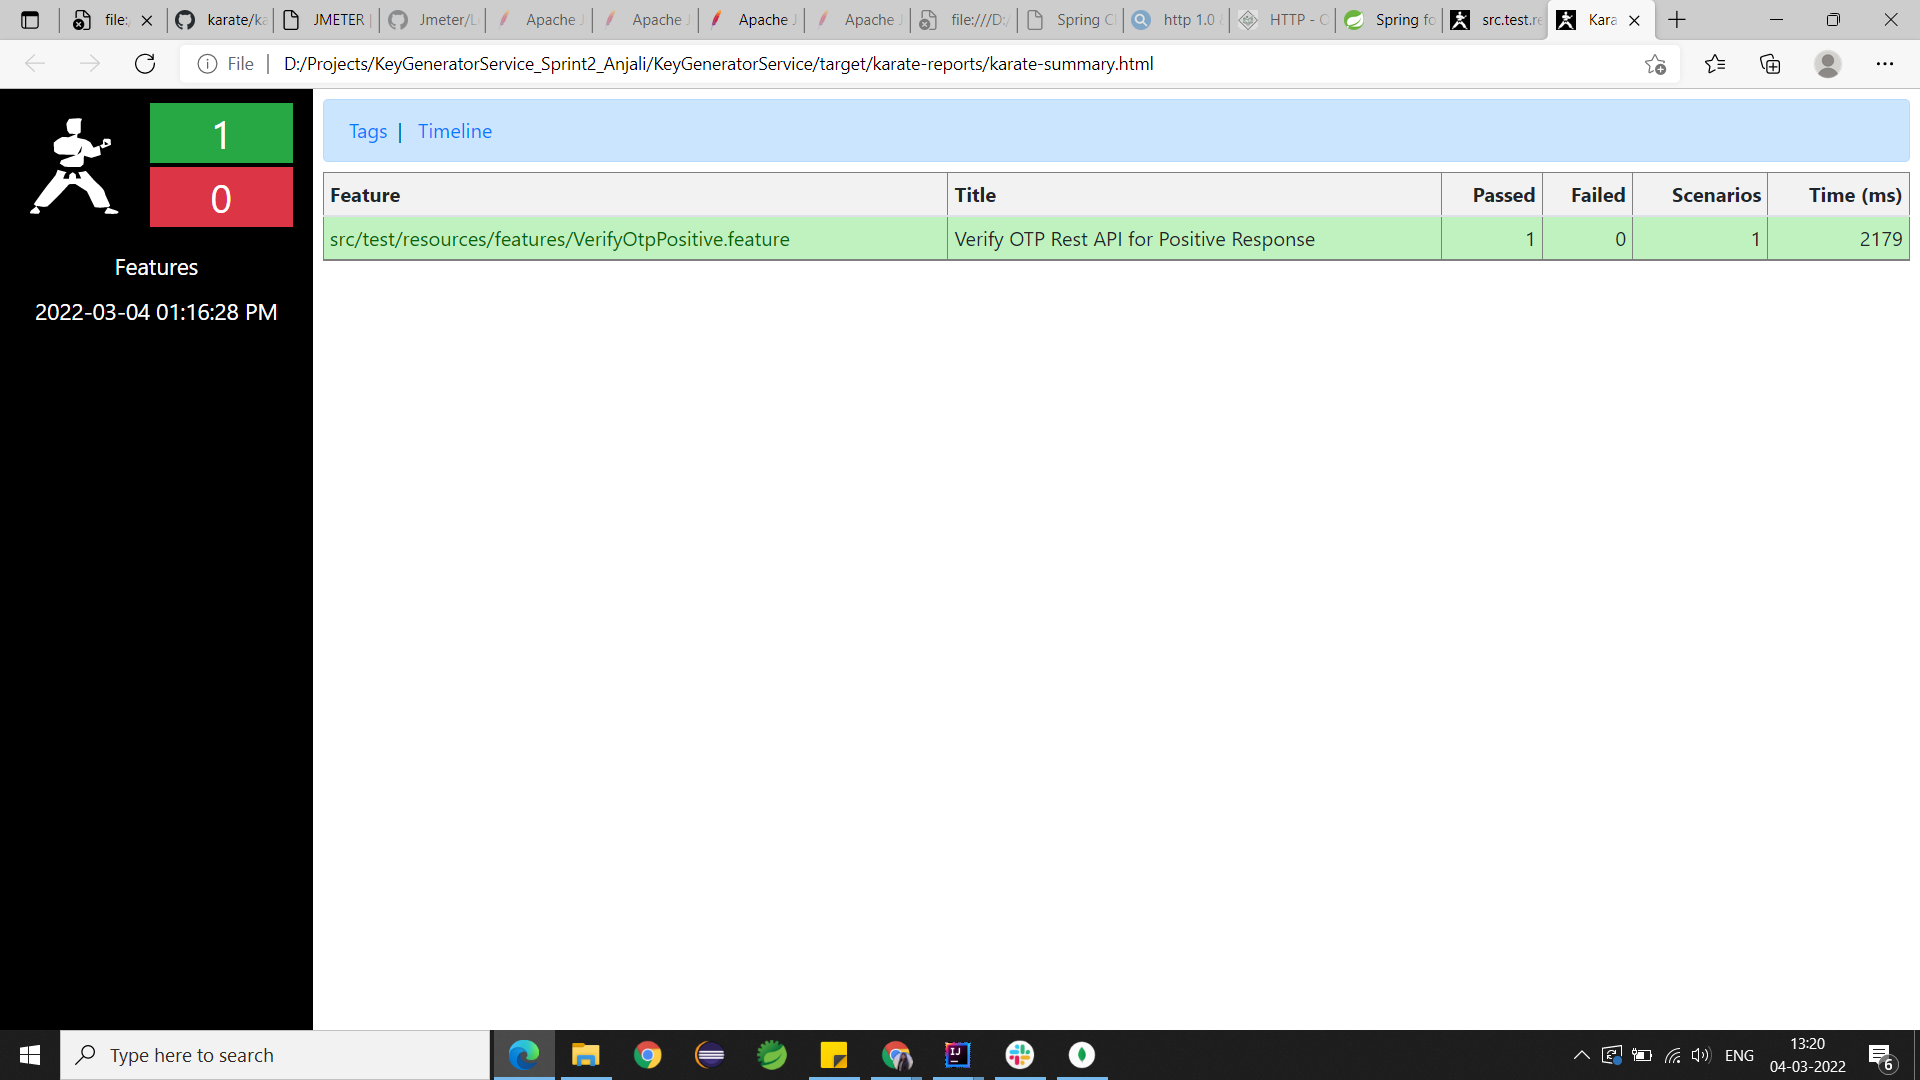 file:
karate/ka
JMETER
Jmeter/L
Apache J
Apache J
Apache J
Apache J
file:///D:/
Spring Cl
http 1.0
HTTP - O
Spring fo
src.test.re
Kara
File
D:/Projects/KeyGeneratorService_Sprint2_Anjali/KeyGeneratorService/target/karate-reports/karate-summary.html
1
0
Features
2022-03-04 01:16:28 PM
Tags | Timeline
Feature Title Passed Failed Scenarios Time (ms)
src/test/resources/features/VerifyOtpPositive.feature Verify OTP Rest API for Positive Response 1 0 1 2179
Type here to search
IJ
ENG
13:20
04-03-2022
6